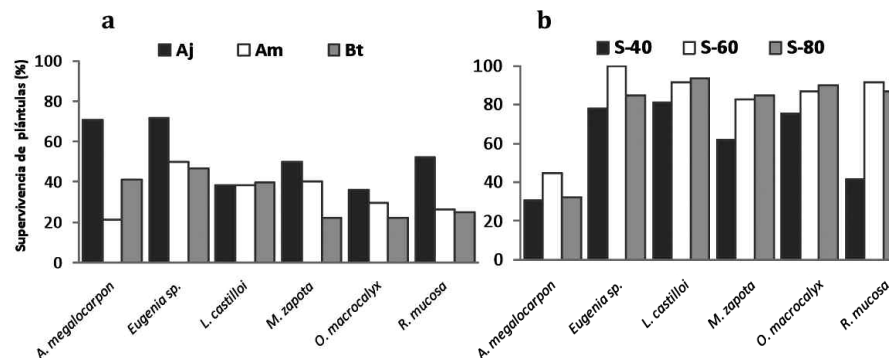 a
Aj Am Bt
Supervivencia de plántulas (%)
100
80
60
40
20
0
A. megalocarpon
Eugenia sp.
L. castilloi
M. zapota
O. macrocalyx
R. mucosa
b
S-40 S-60 S-80
100
80
60
40
20
0
A. megalocarpon
Eugenia sp.
L. castilloi
M. zapota
O. macrocalyx
R. mucosa